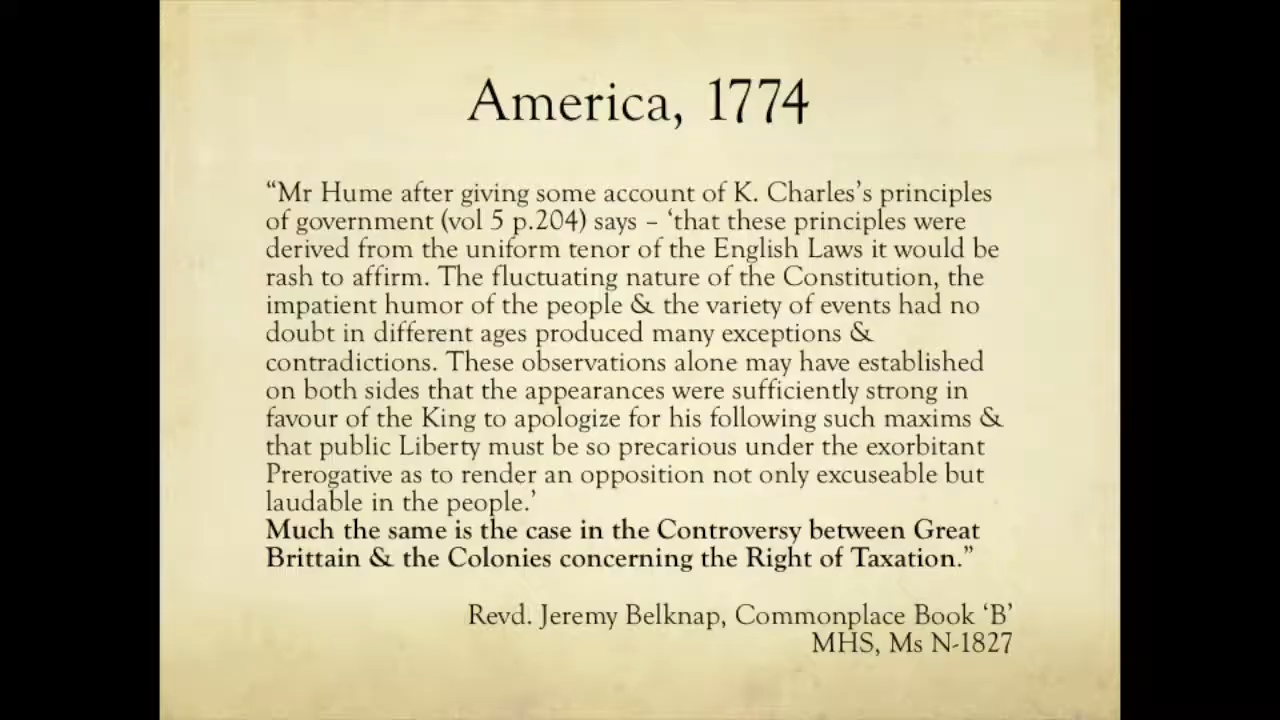 America, 1774
“Mr Hume after giving some account of K. Charles’s principles
of government (vol 5 p.204) says – ‘that these principles were
derived from the uniform tenor of the English Laws it would be
rash to affirm. The fluctuating nature of the Constitution, the
impatient humor of the people & the variety of events had no
doubt in different ages produced many exceptions &
contradictions. These observations alone may have established
on both sides that the appearances were sufficiently strong in
favour of the King to apologize for his following such maxims &
that public Liberty must be so precarious under the exorbitant
Prerogative as to render an opposition not only excuseable but
laudable in the people.’
Much the same is the case in the Controversy between Great
Brittain & the Colonies concerning the Right of Taxation.”
Revd. Jeremy Belknap, Commonplace Book ‘B’
MHS, Ms N-1827